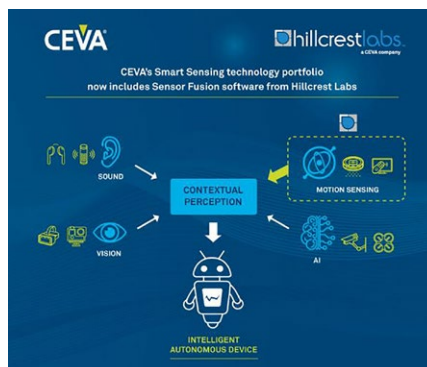 CEVA
hillcrestlabs
a CEVA company
CEVA's Smart Sensing technology portfolio
now includes Sensor Fusion software from Hillcrest Labs
SOUND
MOTION SENSING
CONTEXTUAL
PERCEPTION
VISION
AI
INTELLIGENT
AUTONOMOUS DEVICE